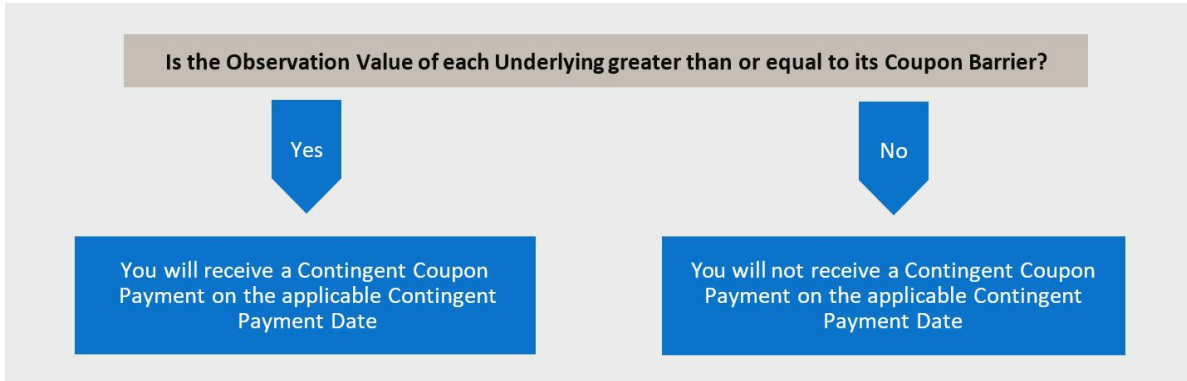 Is the Observation Value of each Underlying greater than or equal to its Coupon Barrier?
Yes
No
You will receive a Contingent Coupon
Payment on the applicable Contingent
Payment Date
You will not receive a Contingent Coupon
Payment on the applicable Contingent
Payment Date